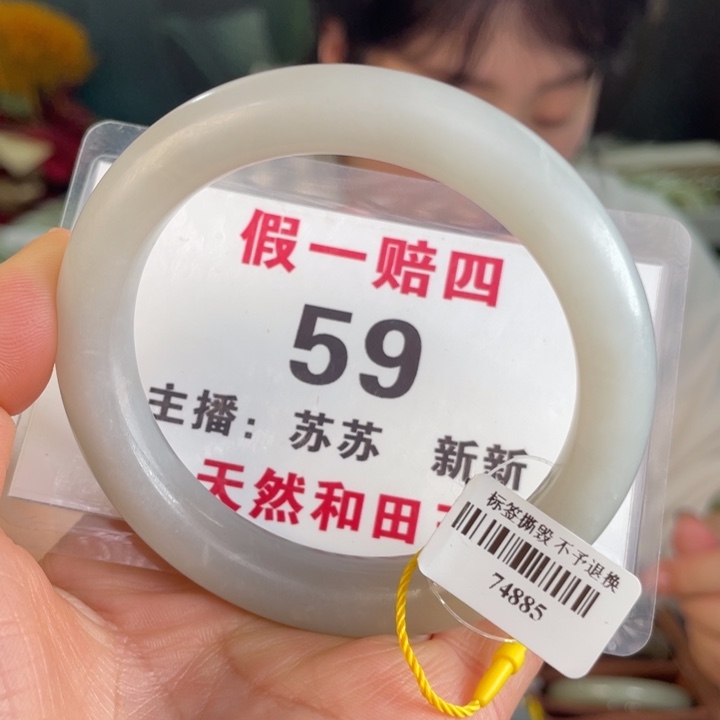 假一赔四
59
主播：苏苏 新新
天然和田
标签撕毁 不予退换
74885